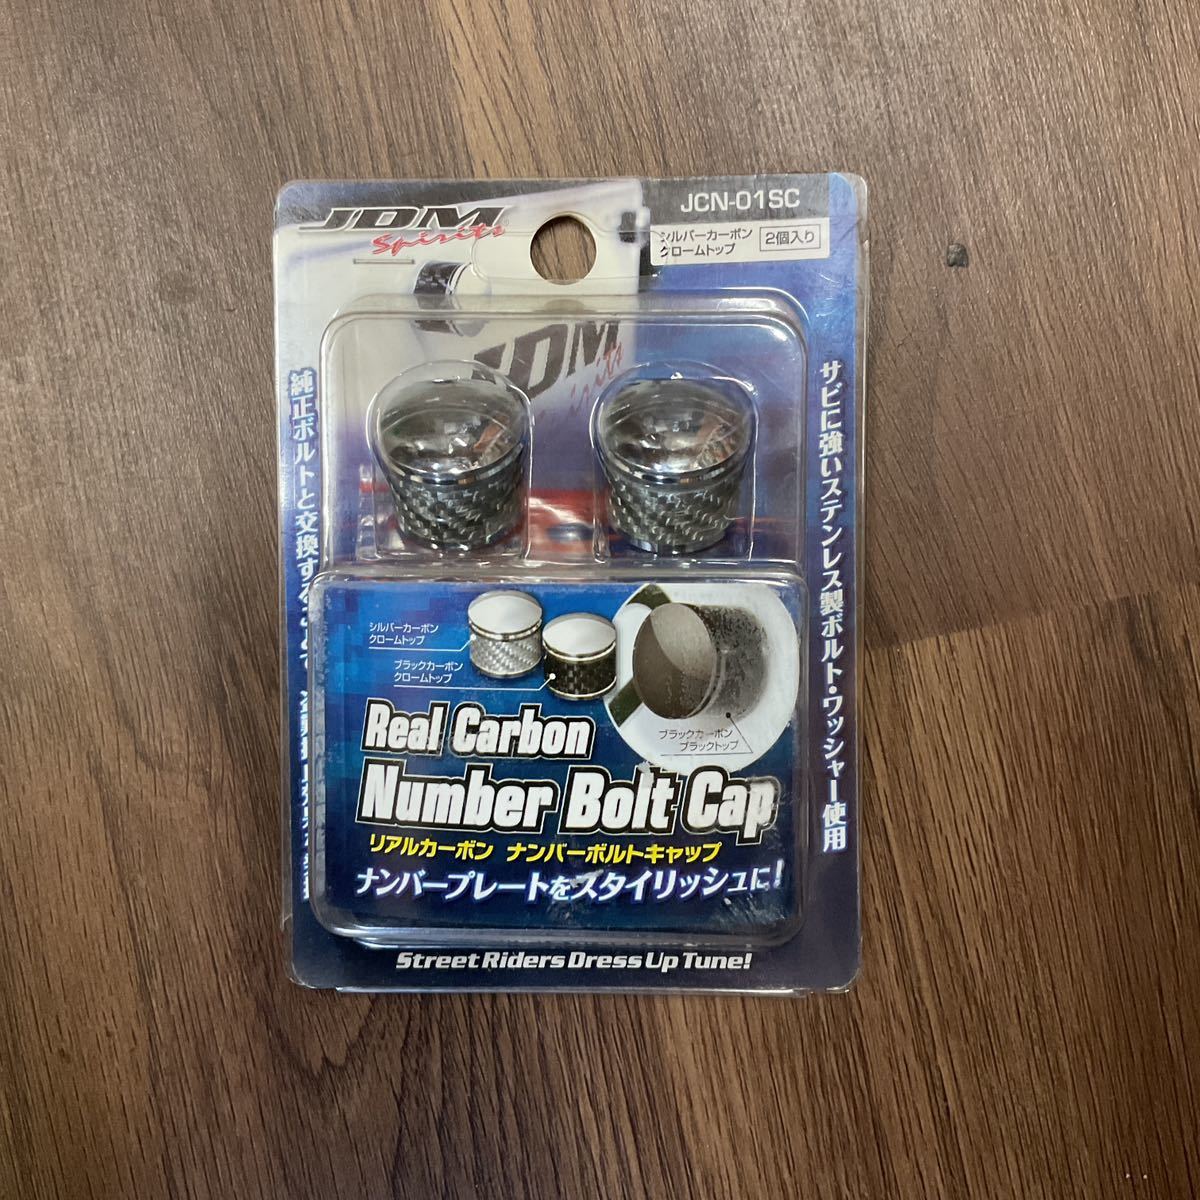 JDM
Spirits
JCN-01SC
シルバーカーボン
クロームトップ
2個入り
JDM
純正ボルトと交換する
サビに強いステンレス製ボルト・ワッシャー使用
シルバーカーボン
クロームトップ
ブラックカーボン
クロームトップ
ブラックカーボン
ブラックトップ
Real Carbon
Number Bolt Cap
リアルカーボン ナンバーボルトキャップ
ナンバープレートをスタイリッシュに!
Street Riders Dress Up Tune!